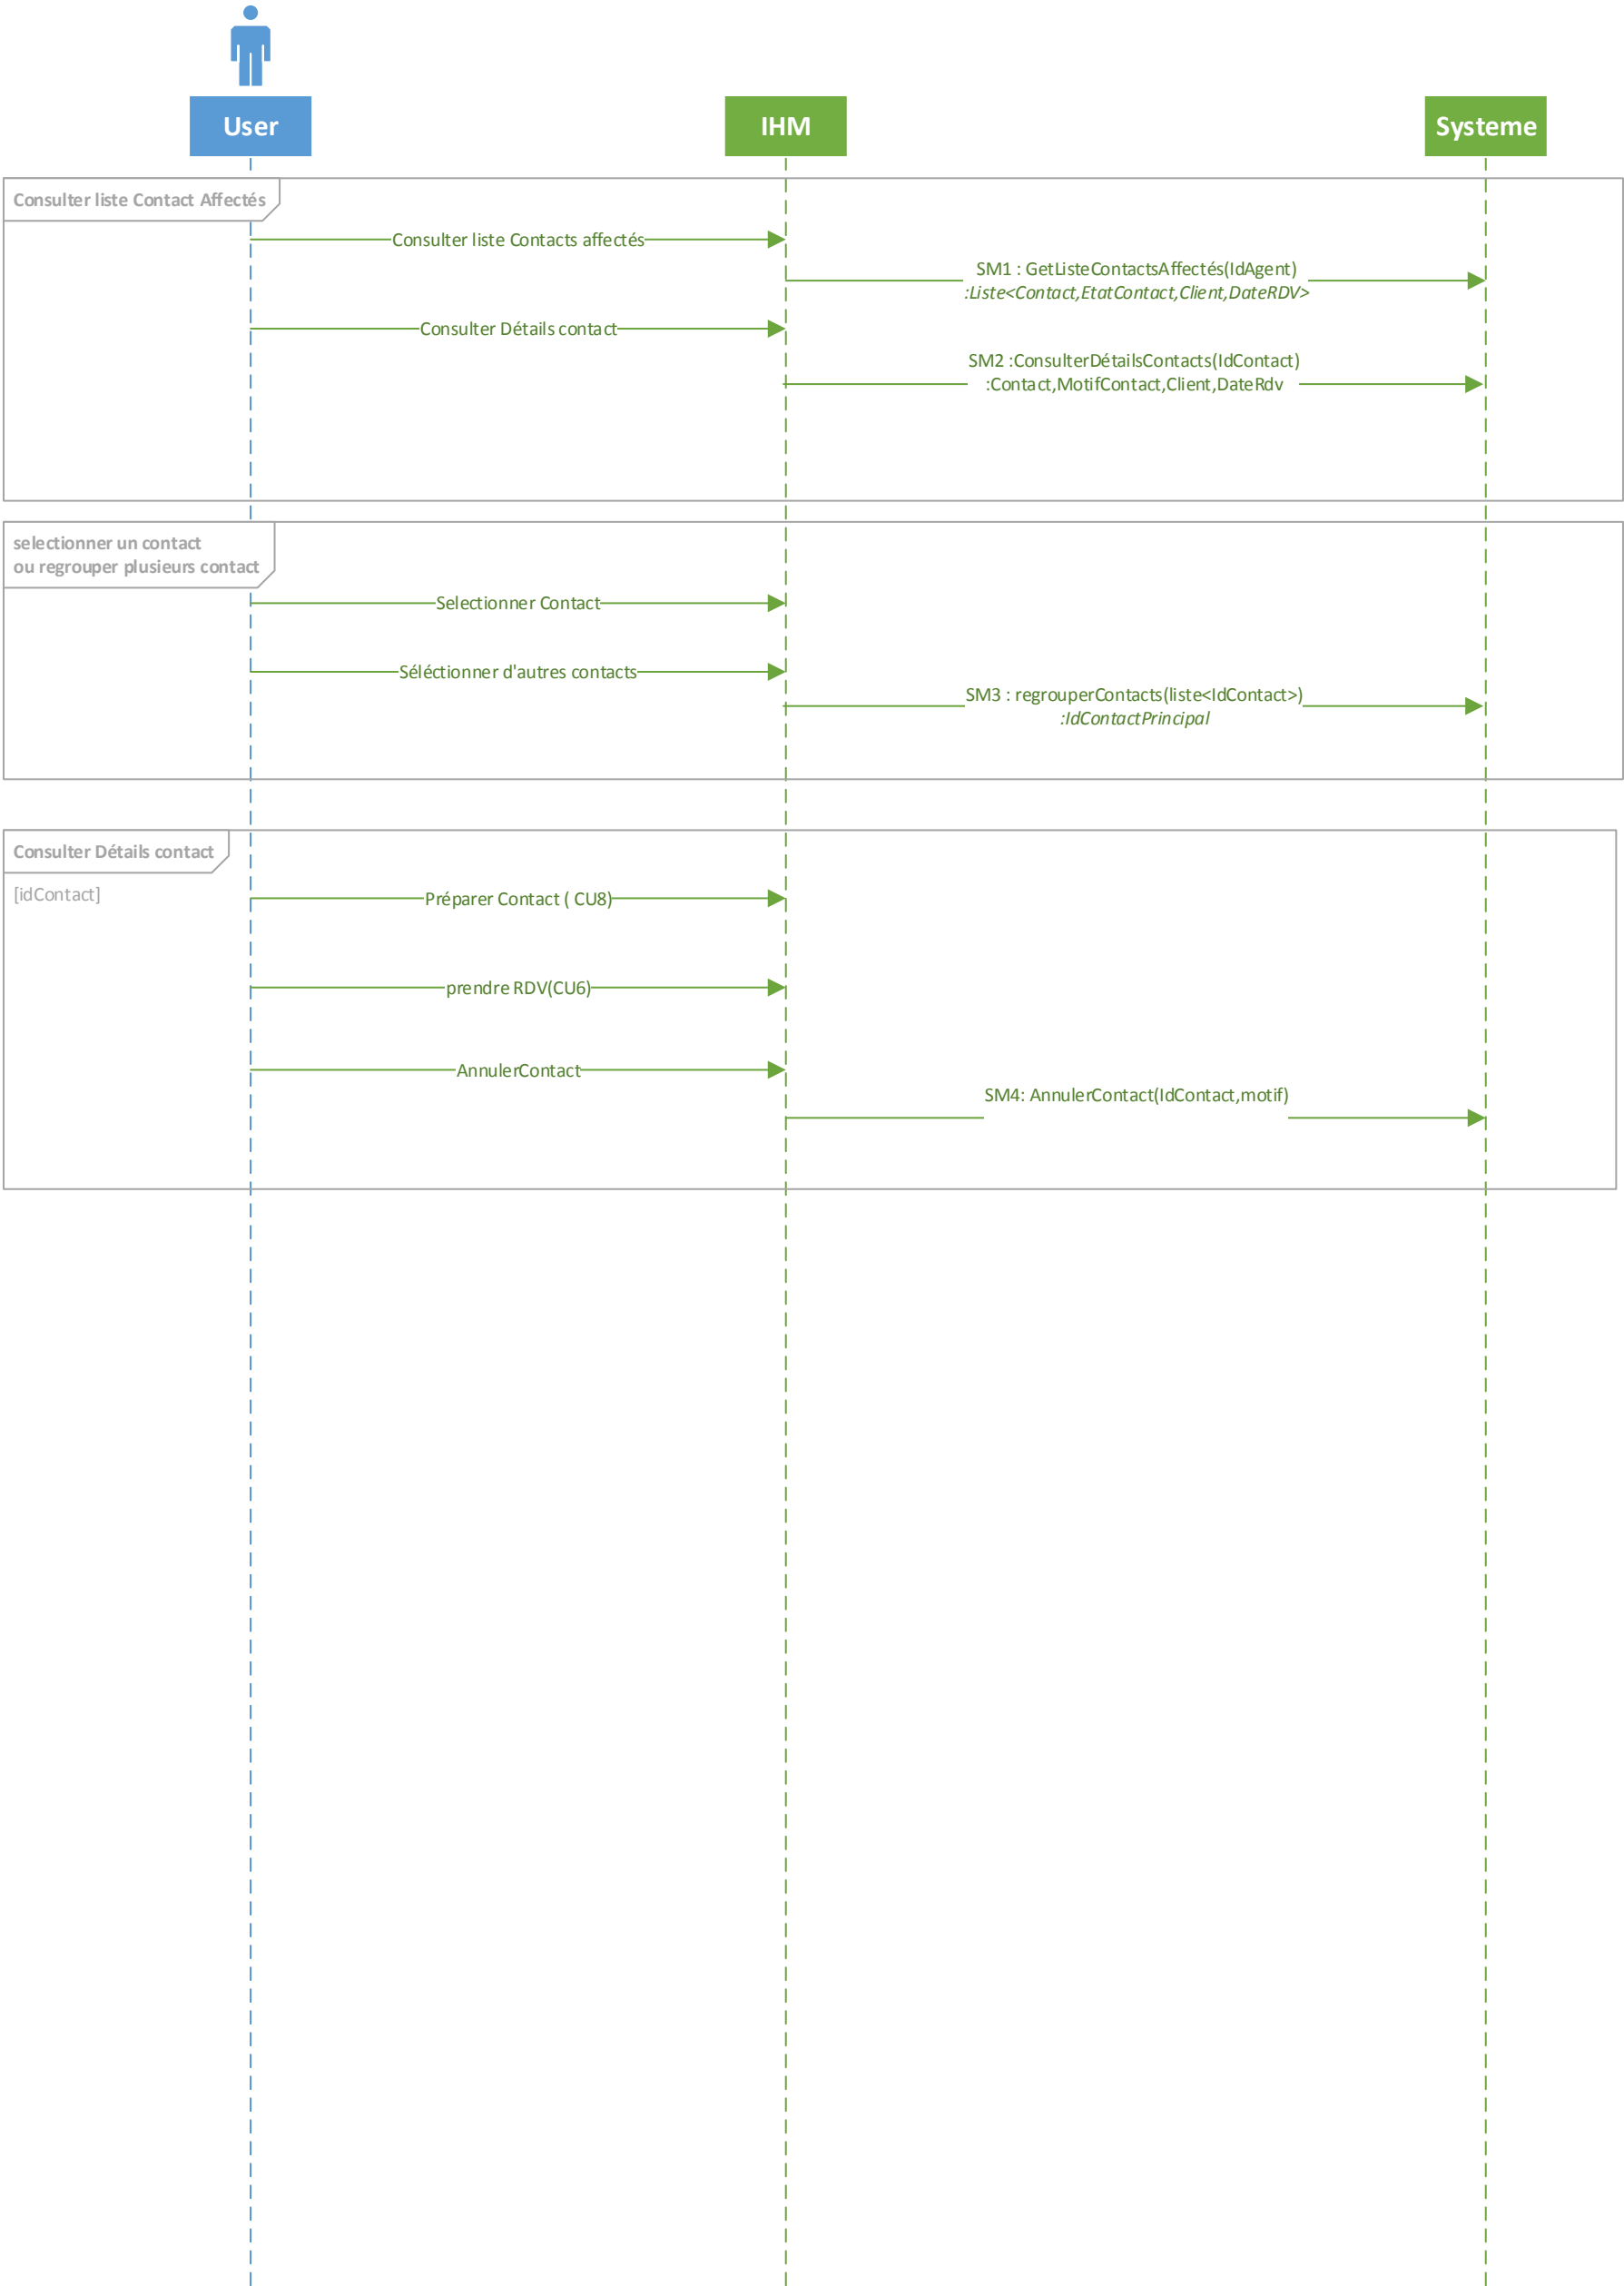 User
IHM
Systeme
Consulter liste Contact Affectés
Consulter liste Contacts affectés
SM1 : GetListeContactsAffectés(IdAgent)
:Liste<Contact,EtatContact,Client,DateRDV>
Consulter Détails contact
SM2 :ConsulterDétailsContacts(IdContact)
:Contact,MotifContact,Client,DateRdv
selectionner un contact
ou regrouper plusieurs contact
Selectionner Contact
Séléctionner d'autres contacts
SM3 : regrouperContacts(liste<IdContact>)
:IdContactPrincipal
Consulter Détails contact
[idContact]
Préparer Contact ( CU8)
prendre RDV(CU6)
AnnulerContact
SM4: AnnulerContact(IdContact,motif)